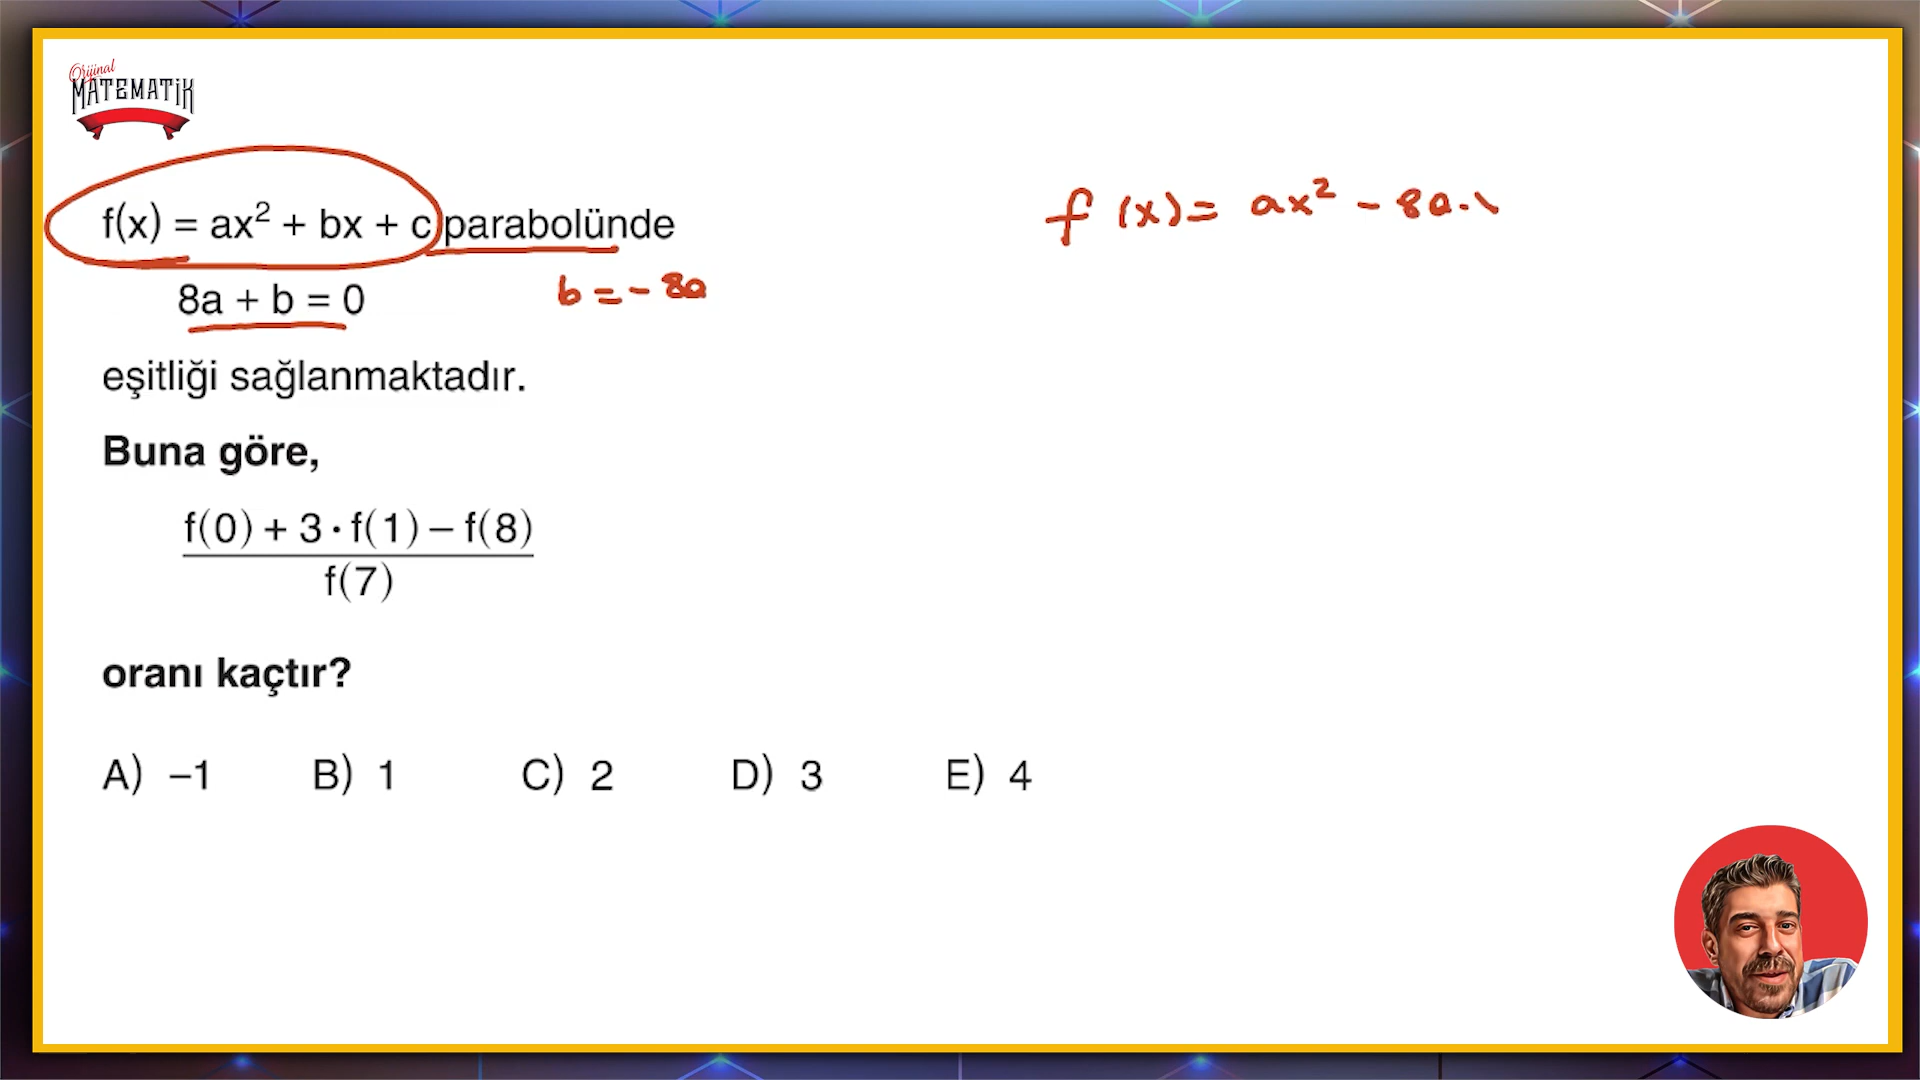 Orijinal
MATEMATİK
f(x) = ax² + bx + c parabolünde
f(x) = ax² - 8a·
8a + b = 0
b = - 8a
eşitliği sağlanmaktadır.
Buna göre,
f(0) + 3 · f(1) – f(8)
f(7)
oranı kaçtır?
A) –1 B) 1 C) 2 D) 3 E) 4